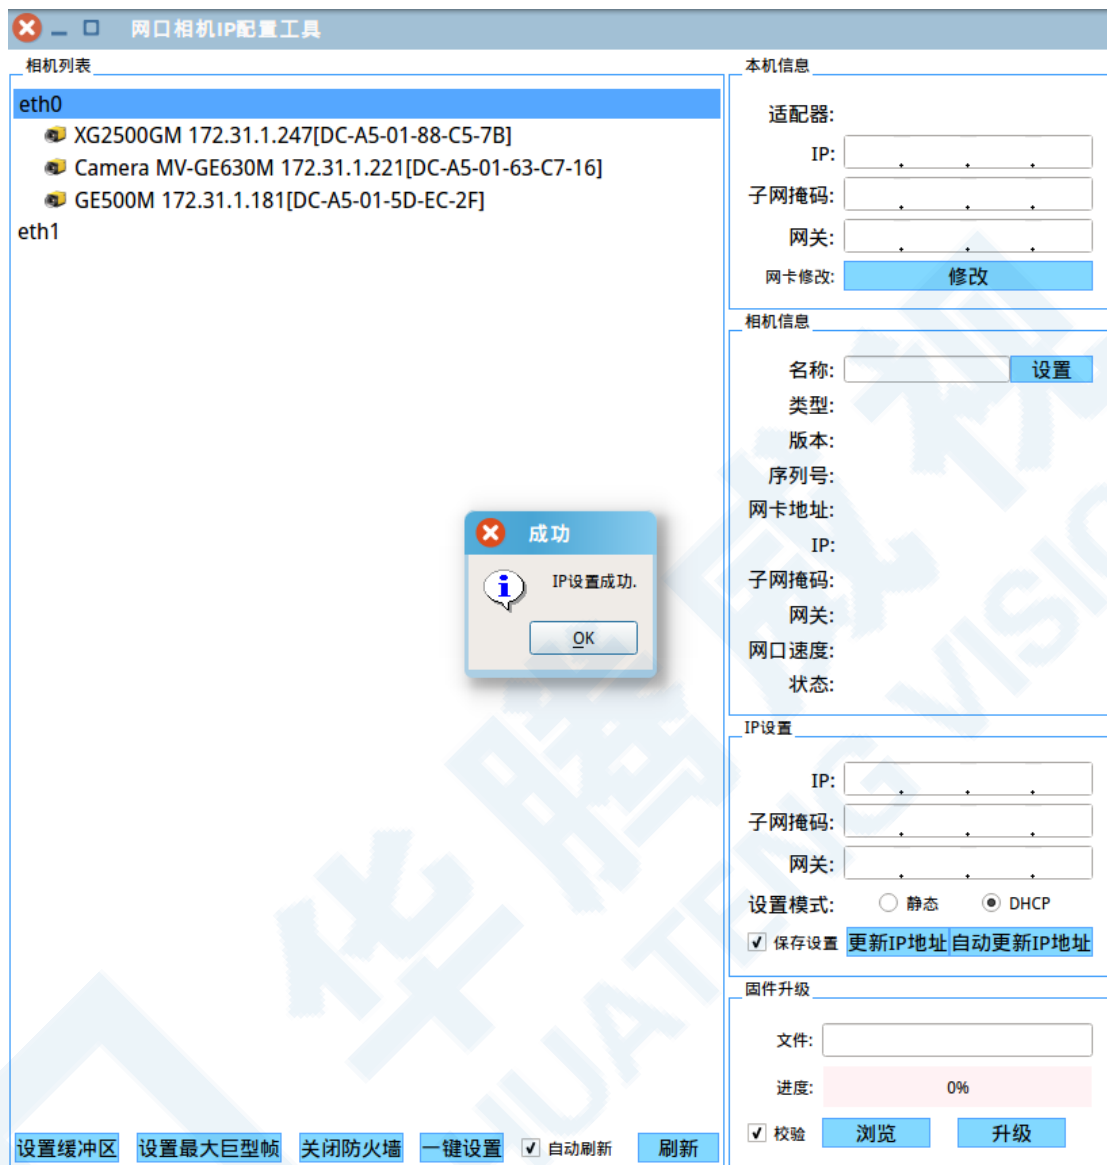 网口相机IP配置工具
相机列表
eth0
XG2500GM 172.31.1.247[DC-A5-01-88-C5-7B]
Camera MV-GE630M 172.31.1.221[DC-A5-01-63-C7-16]
GE500M 172.31.1.181[DC-A5-01-5D-EC-2F]
eth1
本机信息
适配器:
IP: . . .
子网掩码: . . .
网关: . . .
网卡修改: 修改
相机信息
名称: 设置
类型:
版本:
序列号:
网卡地址:
IP:
子网掩码:
网关:
网口速度:
状态:
成功
IP设置成功.
OK
IP设置
IP: . . .
子网掩码: . . .
网关: . . .
设置模式: 静态 DHCP
保存设置 更新IP地址 自动更新IP地址
固件升级
文件:
进度: 0%
校验 浏览 升级
设置缓冲区 设置最大巨型帧 关闭防火墙 一键设置 自动刷新 刷新
华腾威视
HUATENG VISIO